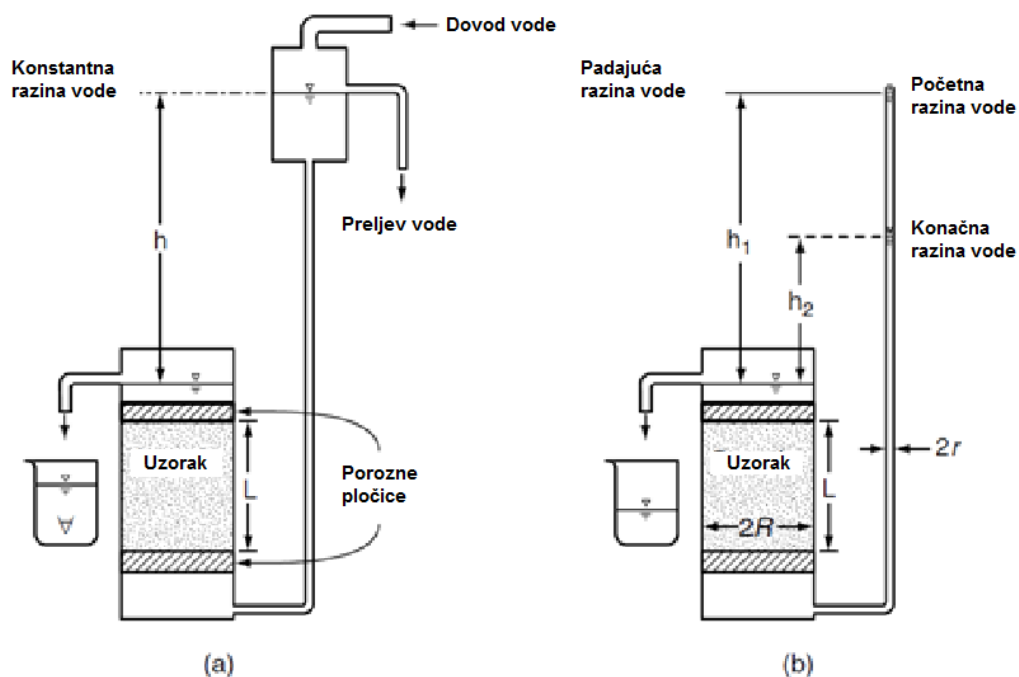 Dovod vode
Konstantna
razina vode
Preljev vode
h
Uzorak
L
Porozne
pločice
∀
(a)
Padajuća
razina vode
Početna
razina vode
h₁
Konačna
razina vode
h₂
2r
Uzorak
L
2R
(b)